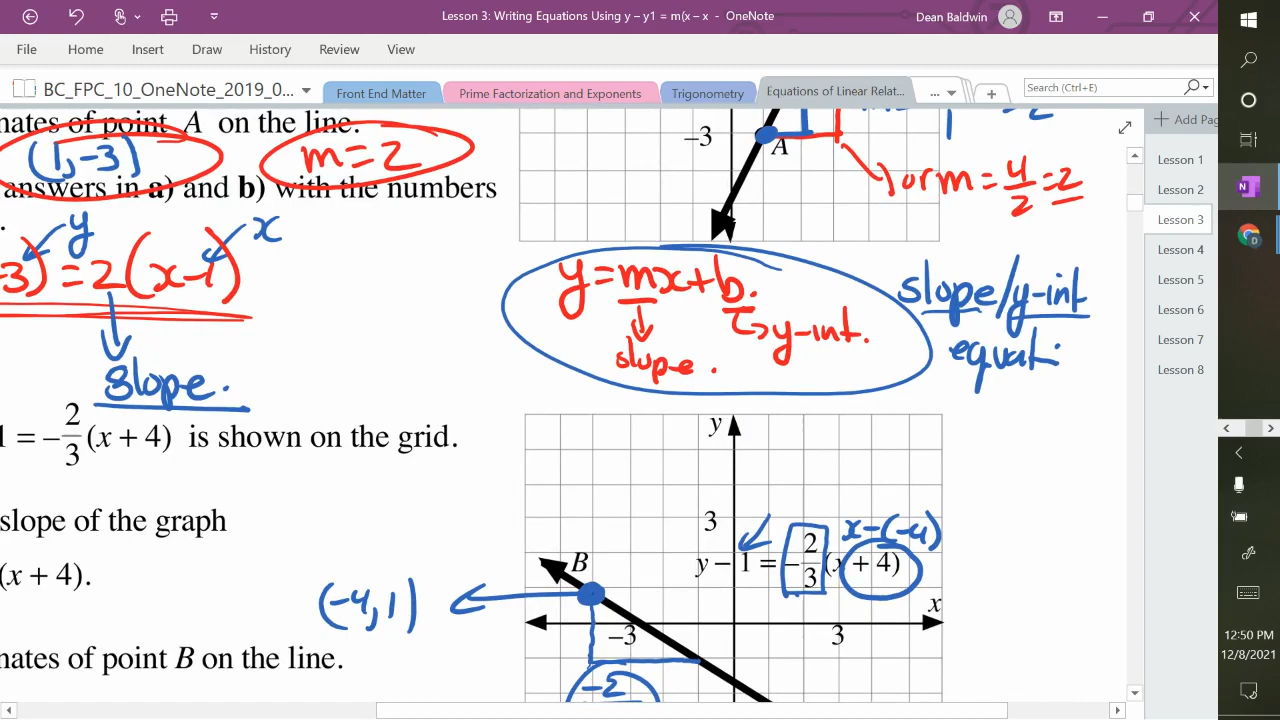 Lesson 3: Writing Equations Using y – y1 = m(x – x - OneNote
Dean Baldwin
File Home Insert Draw History Review View
BC_FPC_10_OneNote_2019_0...
Front End Matter
Prime Factorization and Exponents
Trigonometry
Equations of Linear Relat...
...
Search (Ctrl+E)
Add Pag
Lesson 1
Lesson 2
Lesson 3
Lesson 4
Lesson 5
Lesson 6
Lesson 7
Lesson 8
nates of point A on the line.
(1,-3) m = 2
answers in a) and b) with the numbers
y x
3) = 2(x-1)
slope.
−3
A
or m = 4/2 = 2
y = mx + b.
slope.
y-int.
slope/y-int
equati
1 = −2/3(x + 4) is shown on the grid.
slope of the graph
(x + 4).
nates of point B on the line.
y
3
x-(-4)
y − 1 = −2/3(x + 4)
B
(-4,1)
−3
3
x
-2
12:50 PM
12/8/2021